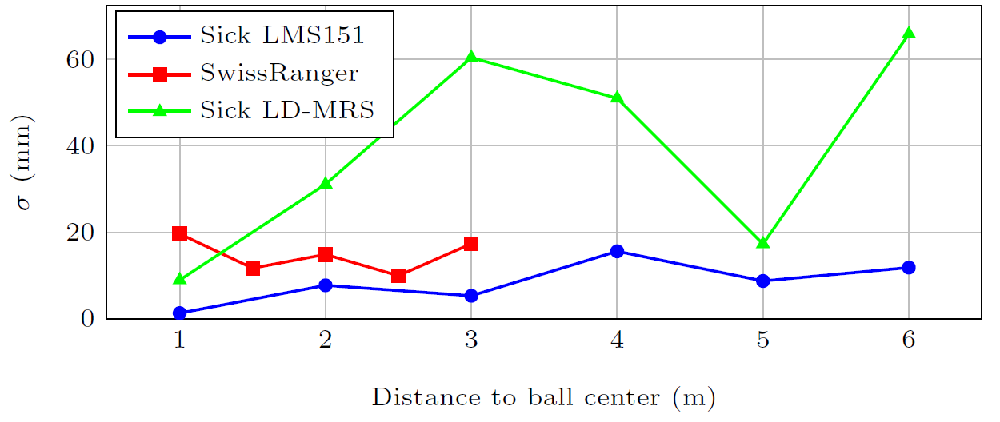 Sick LMS151
SwissRanger
Sick LD-MRS
60
40
20
0
σ (mm)
1 2 3 4 5 6
Distance to ball center (m)